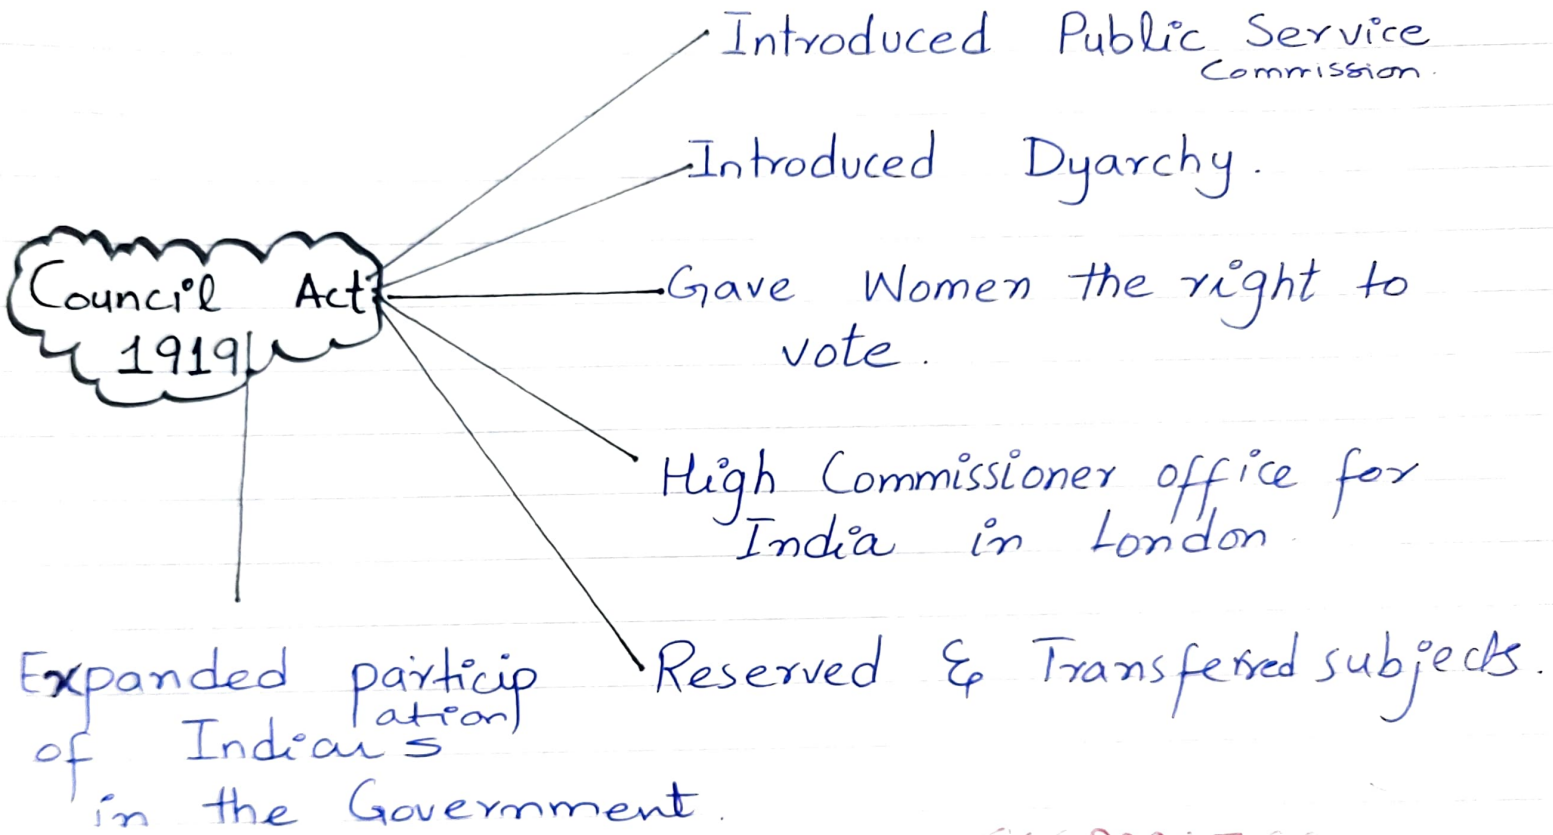 Introduced Public Service
Commission.
Introduced Dyarchy.
Council Act
1919
Gave Women the right to
vote.
High Commissioner office for
India in London
Reserved & Transferred subjects.
Expanded particip
ation
of Indians
in the Government.